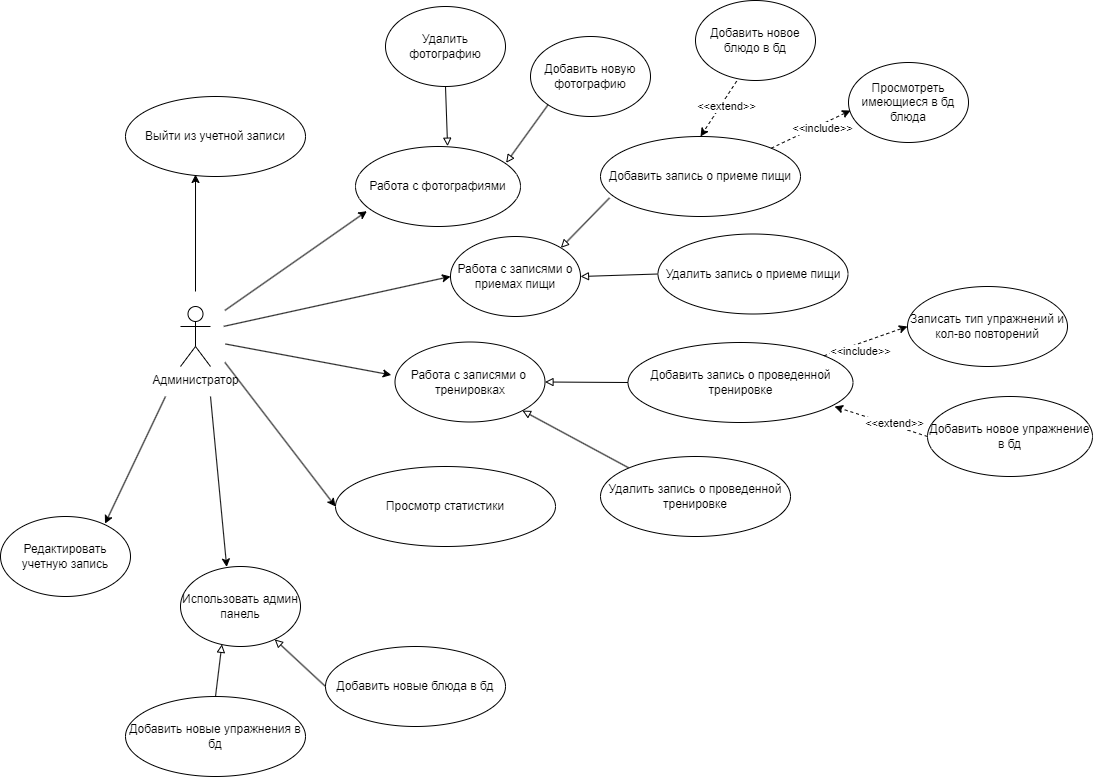 Удалить
фотографию
Добавить новую
фотографию
Добавить новое
блюдо в бд
<<extend>>
Просмотреть
имеющиеся в бд
блюда
<<include>>
Выйти из учетной записи
Работа с фотографиями
Добавить запись о приеме пищи
Работа с записями о
приемах пищи
Удалить запись о приеме пищи
Записать тип упражнений и
кол-во повторений
<<include>>
Администратор
Работа с записями о
тренировках
Добавить запись о проведенной
тренировке
<<extend>>
Добавить новое упражнение
в бд
Удалить запись о проведенной
тренировке
Просмотр статистики
Редактировать
учетную запись
Использовать админ
панель
Добавить новые блюда в бд
Добавить новые упражнения в
бд